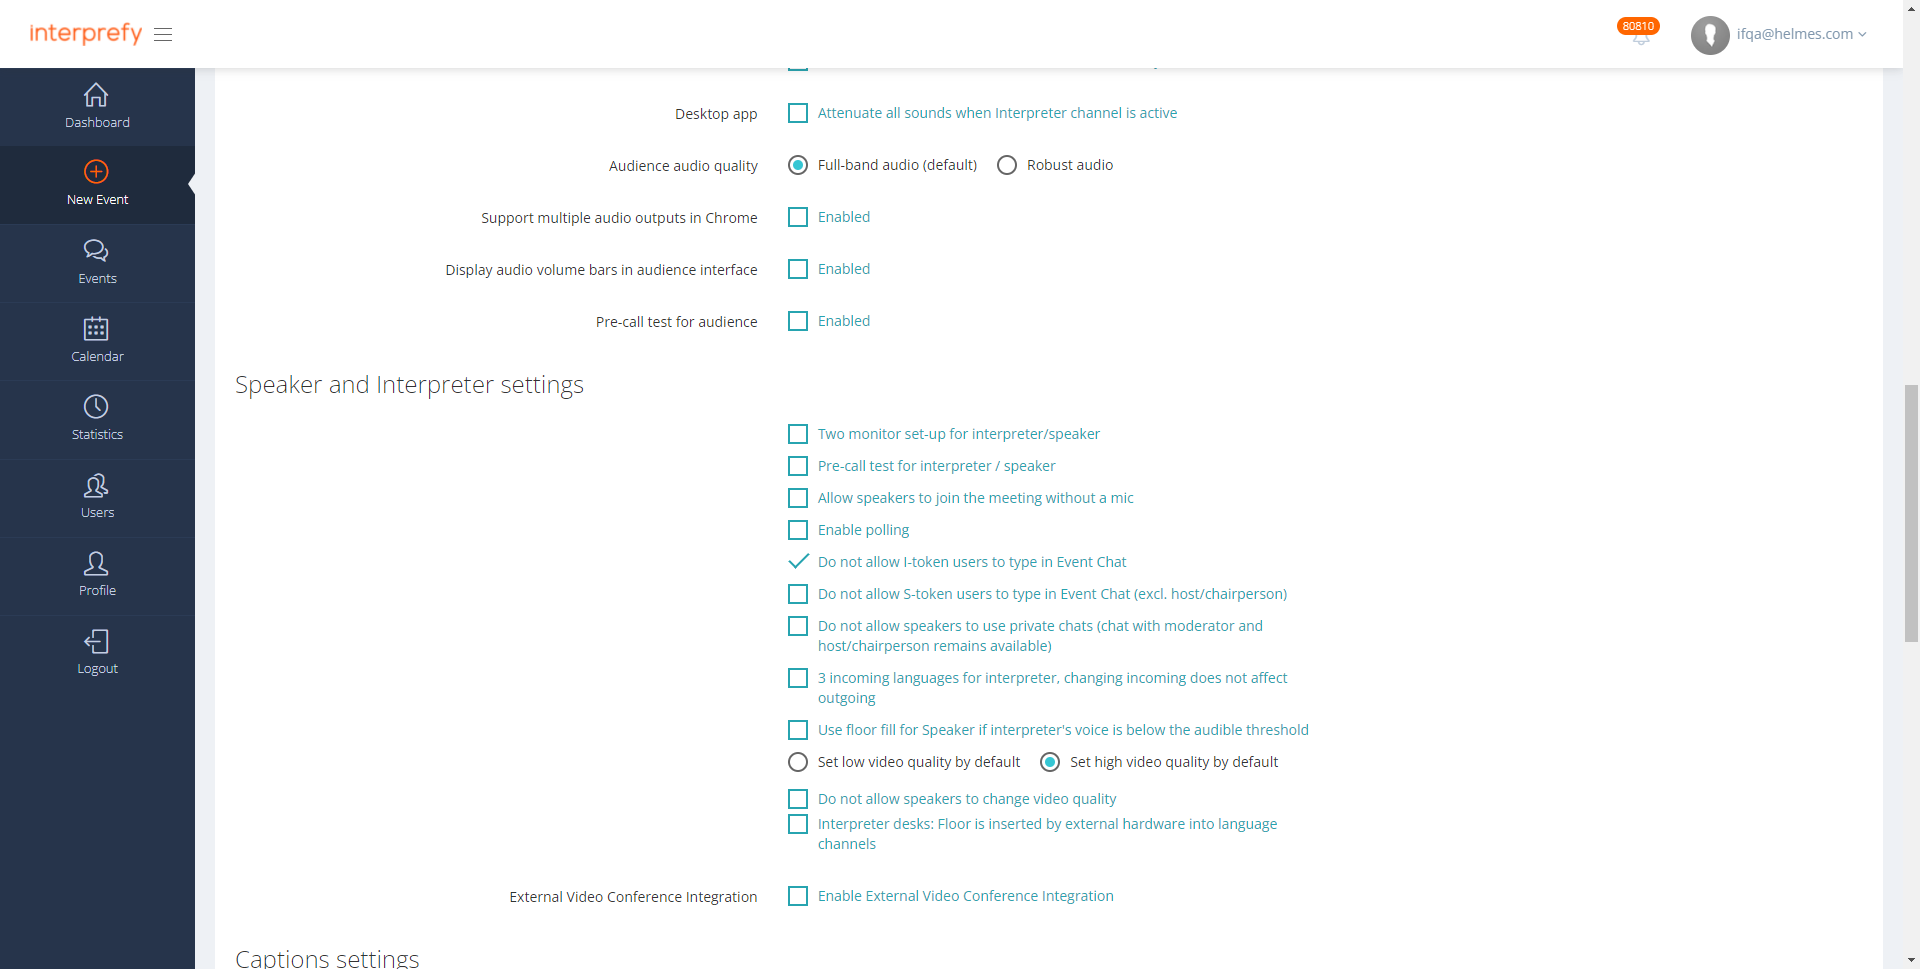 interprefy
80810
ifqa@helmes.com
Dashboard
New Event
Events
Calendar
Statistics
Users
Profile
Logout
Desktop app
Attenuate all sounds when Interpreter channel is active
Audience audio quality
Full-band audio (default)
Robust audio
Support multiple audio outputs in Chrome
Enabled
Display audio volume bars in audience interface
Enabled
Pre-call test for audience
Enabled
Speaker and Interpreter settings
Two monitor set-up for interpreter/speaker
Pre-call test for interpreter / speaker
Allow speakers to join the meeting without a mic
Enable polling
Do not allow I-token users to type in Event Chat
Do not allow S-token users to type in Event Chat (excl. host/chairperson)
Do not allow speakers to use private chats (chat with moderator and
host/chairperson remains available)
3 incoming languages for interpreter, changing incoming does not affect
outgoing
Use floor fill for Speaker if interpreter's voice is below the audible threshold
Set low video quality by default
Set high video quality by default
Do not allow speakers to change video quality
Interpreter desks: Floor is inserted by external hardware into language
channels
External Video Conference Integration
Enable External Video Conference Integration
Captions settings